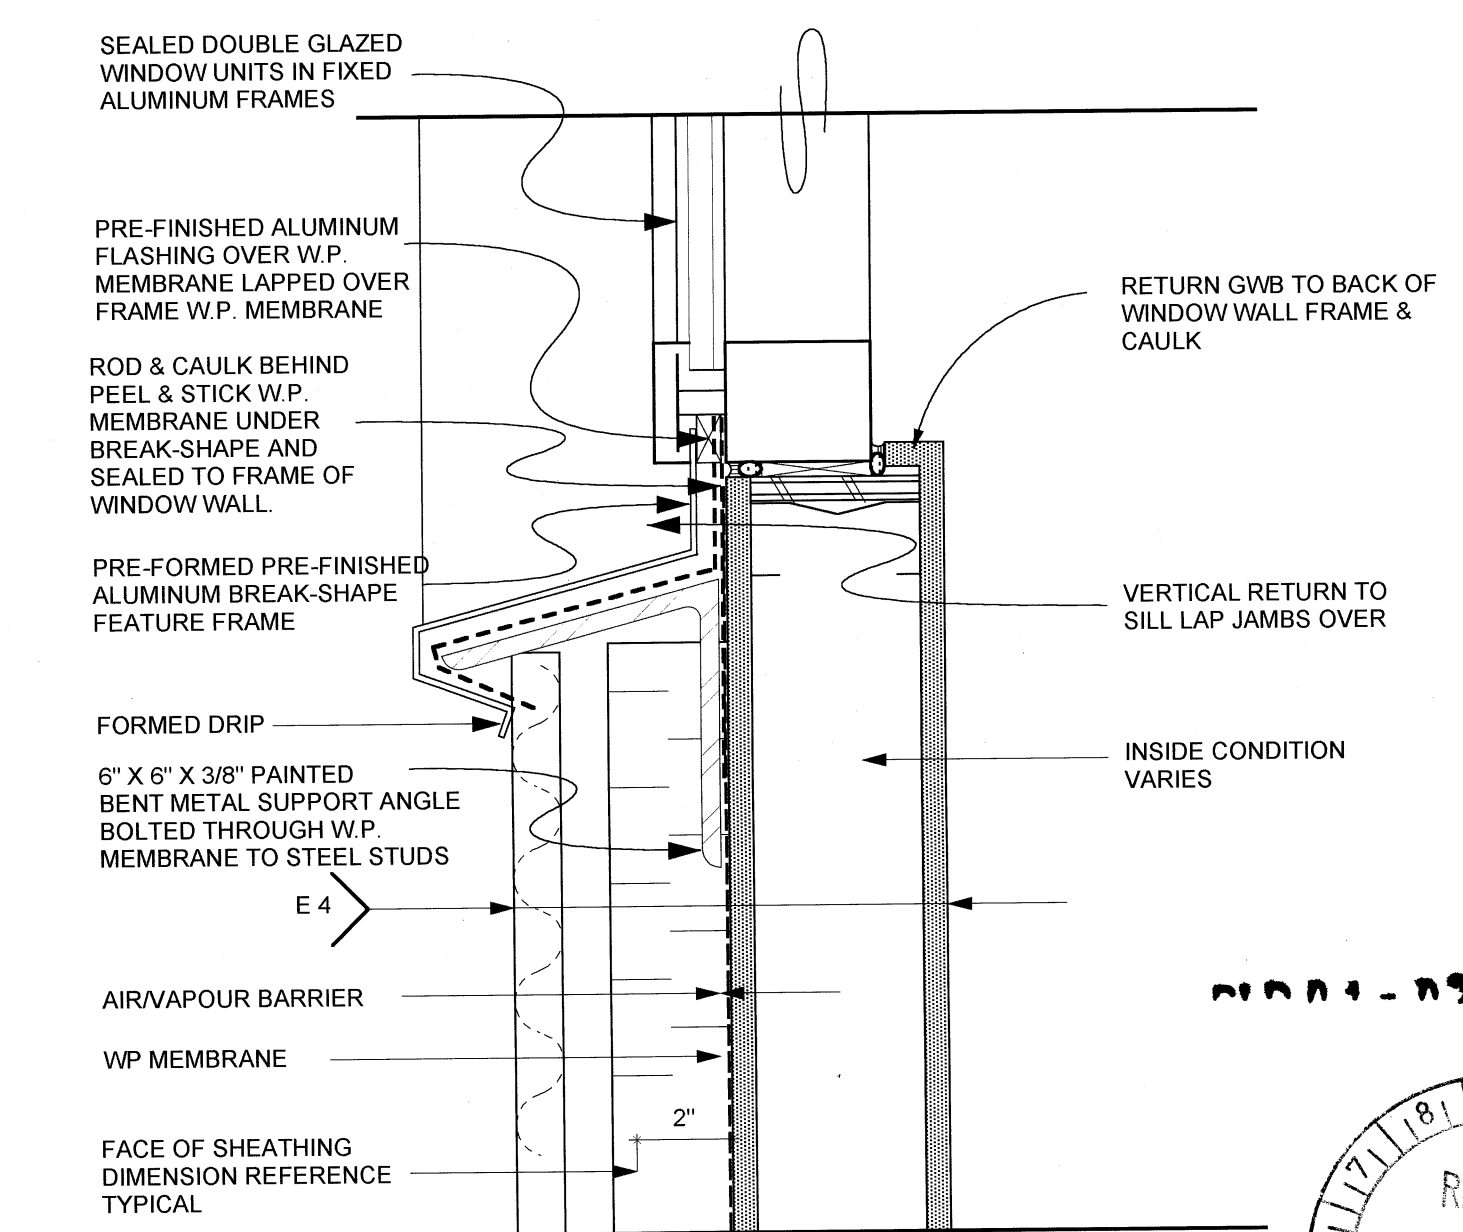 SEALED DOUBLE GLAZED
WINDOW UNITS IN FIXED
ALUMINUM FRAMES
PRE-FINISHED ALUMINUM
FLASHING OVER W.P.
MEMBRANE LAPPED OVER
FRAME W.P. MEMBRANE
ROD & CAULK BEHIND
PEEL & STICK W.P.
MEMBRANE UNDER
BREAK-SHAPE AND
SEALED TO FRAME OF
WINDOW WALL.
PRE-FORMED PRE-FINISHED
ALUMINUM BREAK-SHAPE
FEATURE FRAME
FORMED DRIP
6" X 6" X 3/8" PAINTED
BENT METAL SUPPORT ANGLE
BOLTED THROUGH W.P.
MEMBRANE TO STEEL STUDS
E 4
AIR/VAPOUR BARRIER
WP MEMBRANE
2"
FACE OF SHEATHING
DIMENSION REFERENCE
TYPICAL
RETURN GWB TO BACK OF
WINDOW WALL FRAME &
CAULK
VERTICAL RETURN TO
SILL LAP JAMBS OVER
INSIDE CONDITION
VARIES
7 8
R